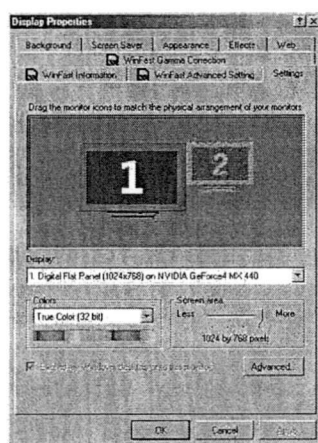 Display Properties
Background Screen Saver Appearance Effects Web
WinFast Gamma Correction
WinFast Information WinFast Advanced Setting Settings
Drag the monitor icons to match the physical arrangement of your monitors
1 2
Display:
1. Digital Flat Panel (1024x768) on NVIDIA GeForce4 MX 440
Colors Screen area
True Color (32 bit) Less More
1024 by 768 pixels
Advanced...
OK Cancel Apply